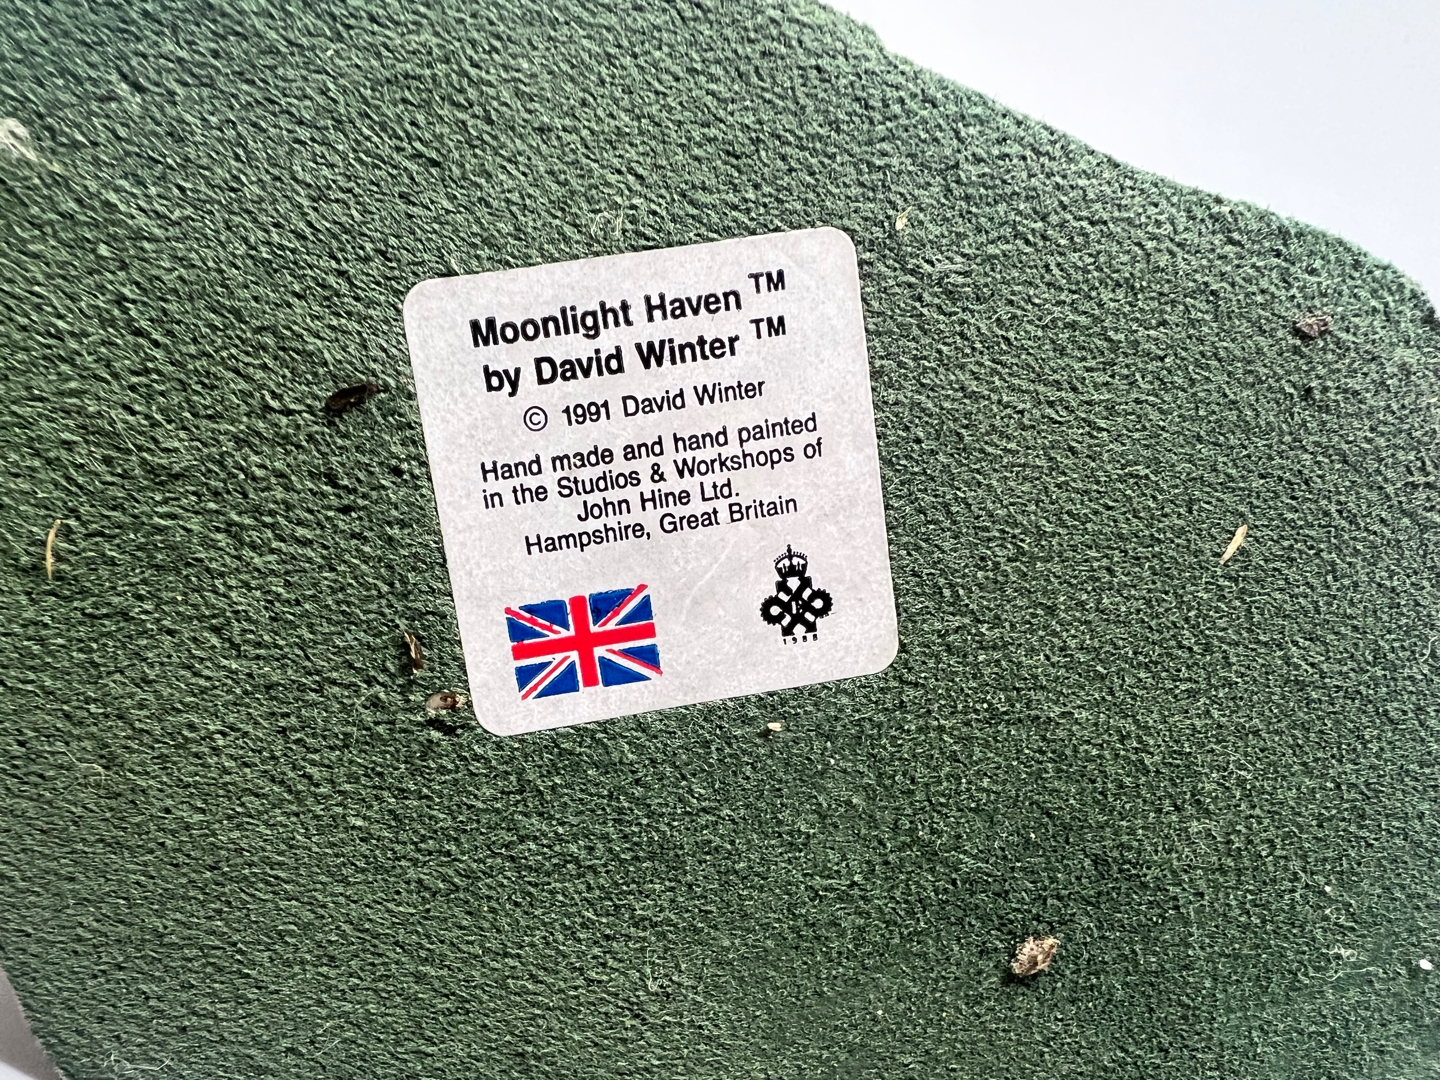 Moonlight Haven ™
by David Winter ™
© 1991 David Winter
Hand made and hand painted
in the Studios & Workshops of
John Hine Ltd.
Hampshire, Great Britain
1988